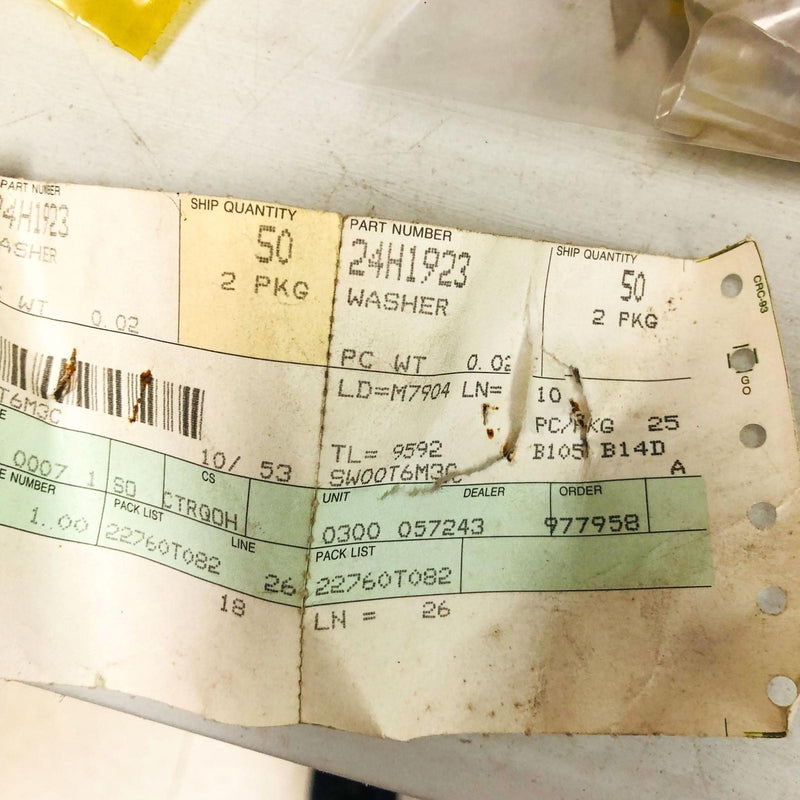 PART NUMBER
24H1923
WASHER
WT 0.02
SHIP QUANTITY
50
2 PKG
T6M3C
10/ 53
0007 1
SO
CS
CTRQOH
E NUMBER
1.00
PACK LIST
22760T082
LINE
26
18
PART NUMBER
24H1923
WASHER
SHIP QUANTITY
50
2 PKG
PC WT 0.02
LD=M7904 LN= 10
PC/PKG 25
TL= 9592 B105 B14D
SW00T6M3C A
UNIT DEALER ORDER
0300 057243 977958
PACK LIST
22760T082
LN = 26
CRC-93
GO